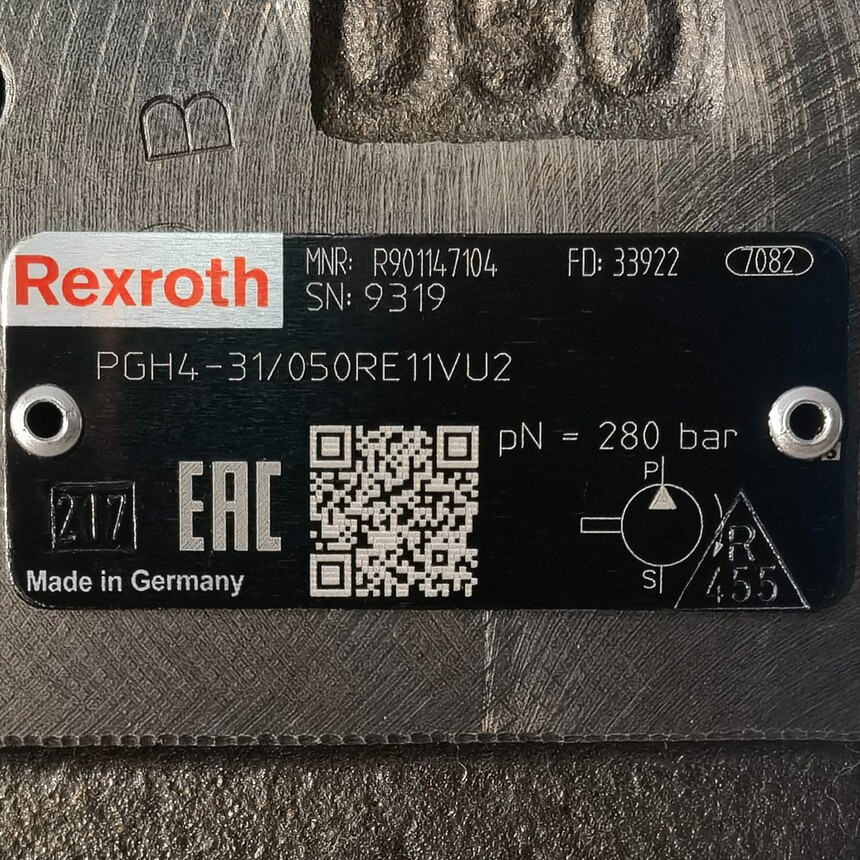 050
B
Rexroth
MNR: R901147104 FD: 33922 7082
SN: 9319
PGH4-31/050RE11VU2
pN = 280 bar
P
217
EAC
R
S
455
Made in Germany